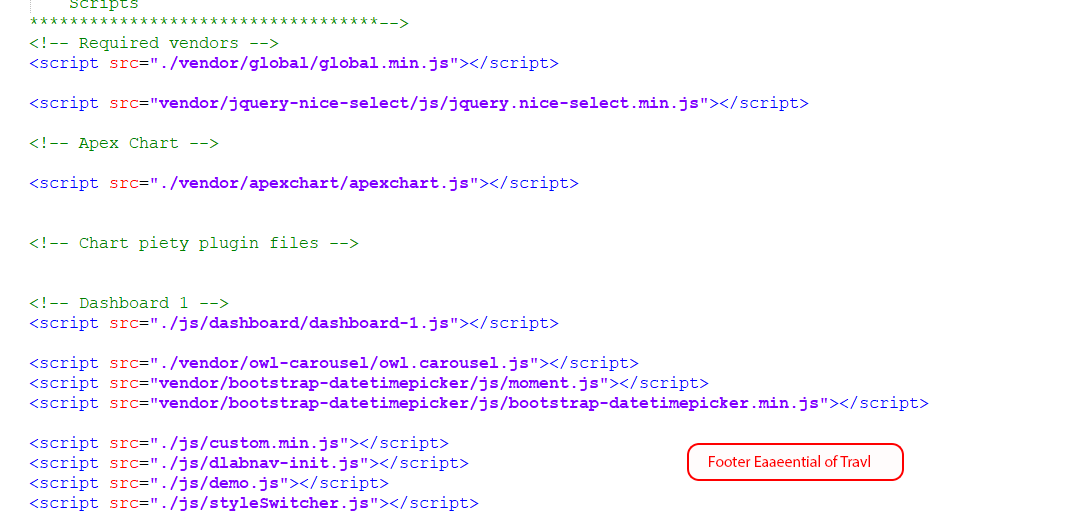 Scripts
***********************************-->
<!-- Required vendors -->
<script src="./vendor/global/global.min.js"></script>
<script src="vendor/jquery-nice-select/js/jquery.nice-select.min.js"></script>
<!-- Apex Chart -->
<script src="./vendor/apexchart/apexchart.js"></script>
<!-- Chart piety plugin files -->
<!-- Dashboard 1 -->
<script src="./js/dashboard/dashboard-1.js"></script>
<script src="./vendor/owl-carousel/owl.carousel.js"></script>
<script src="vendor/bootstrap-datetimepicker/js/moment.js"></script>
<script src="vendor/bootstrap-datetimepicker/js/bootstrap-datetimepicker.min.js"></script>
<script src="./js/custom.min.js"></script>
<script src="./js/dlabnav-init.js"></script>
Footer Eaaeential of Travl
<script src="./js/demo.js"></script>
<script src="./js/styleSwitcher.js"></script>